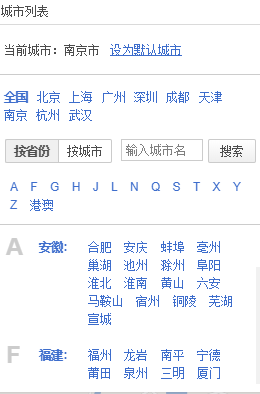 城市列表
当前城市：南京市 设为默认城市
全国 北京 上海 广州 深圳 成都 天津
南京 杭州 武汉
按省份 按城市 输入城市名 搜索
A F G H J L N Q S T X Y
Z 港澳
A 安徽: 合肥 安庆 蚌埠 亳州
巢湖 池州 滁州 阜阳
淮北 淮南 黄山 六安
马鞍山 宿州 铜陵 芜湖
宣城
F 福建: 福州 龙岩 南平 宁德
莆田 泉州 三明 厦门